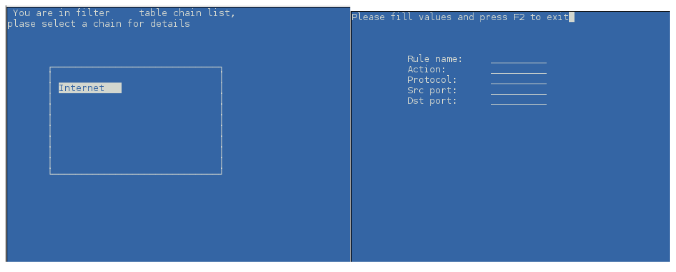 You are in filter     table chain list,
plase select a chain for details
Internet
Please fill values and press F2 to exit
Rule name:
Action:
Protocol:
Src port:
Dst port: